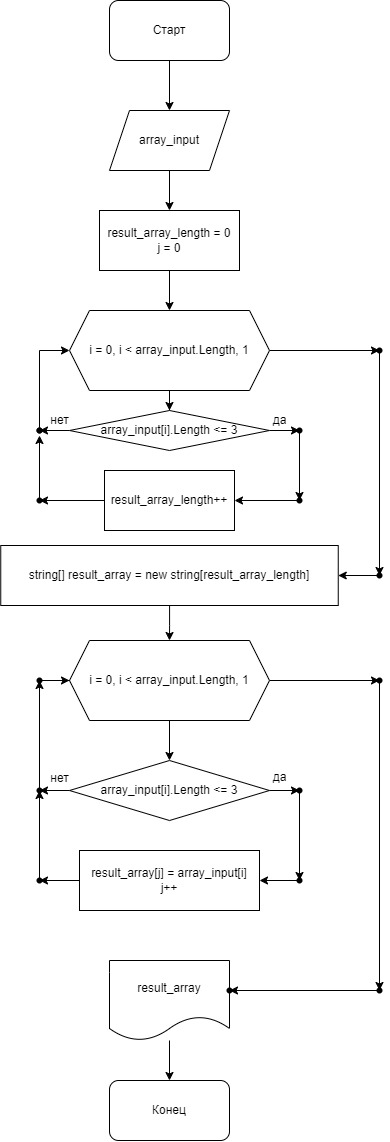 Старт
array_input
result_array_length = 0
j = 0
i = 0, i < array_input.Length, 1
нет
да
array_input[i].Length <= 3
result_array_length++
string[] result_array = new string[result_array_length]
i = 0, i < array_input.Length, 1
нет
да
array_input[i].Length <= 3
result_array[j] = array_input[i]
j++
result_array
Конец